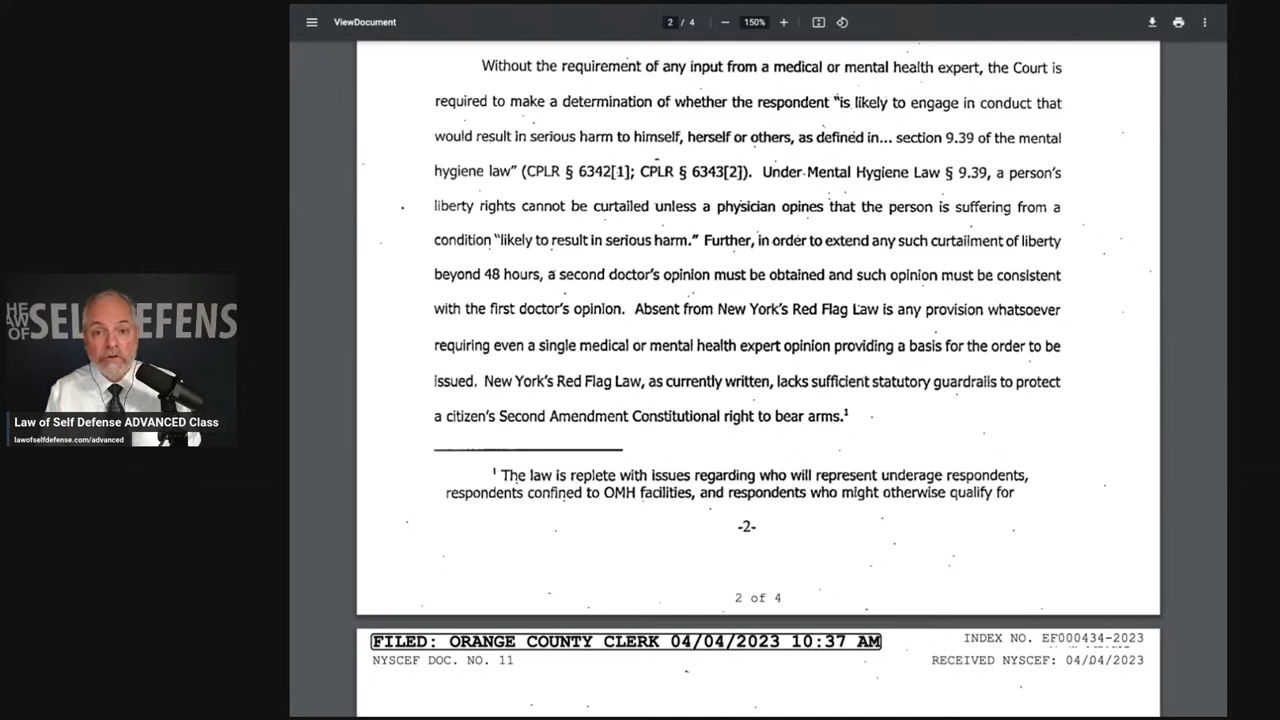 ViewDocument
2 / 4
150%
Without the requirement of any input from a medical or mental health expert, the Court is
required to make a determination of whether the respondent "is likely to engage in conduct that
would result in serious harm to himself, herself or others, as defined in... section 9.39 of the mental
hygiene law" (CPLR § 6342[1]; CPLR § 6343[2]). Under Mental Hygiene Law § 9.39, a person's
liberty rights cannot be curtailed unless a physician opines that the person is suffering from a
condition "likely to result in serious harm." Further, in order to extend any such curtailment of liberty
beyond 48 hours, a second doctor's opinion must be obtained and such opinion must be consistent
with the first doctor's opinion. Absent from New York's Red Flag Law is any provision whatsoever
requiring even a single medical or mental health expert opinion providing a basis for the order to be
issued. New York's Red Flag Law, as currently written, lacks sufficient statutory guardrails to protect
a citizen's Second Amendment Constitutional right to bear arms.¹
¹ The law is replete with issues regarding who will represent underage respondents,
respondents confined to OMH facilities, and respondents who might otherwise qualify for
-2-
2 of 4
FILED: ORANGE COUNTY CLERK 04/04/2023 10:37 AM
INDEX NO. EF000434-2023
NYSCEF DOC. NO. 11
RECEIVED NYSCEF: 04/04/2023
Law of Self Defense ADVANCED Class
lawofselfdefense.com/advanced